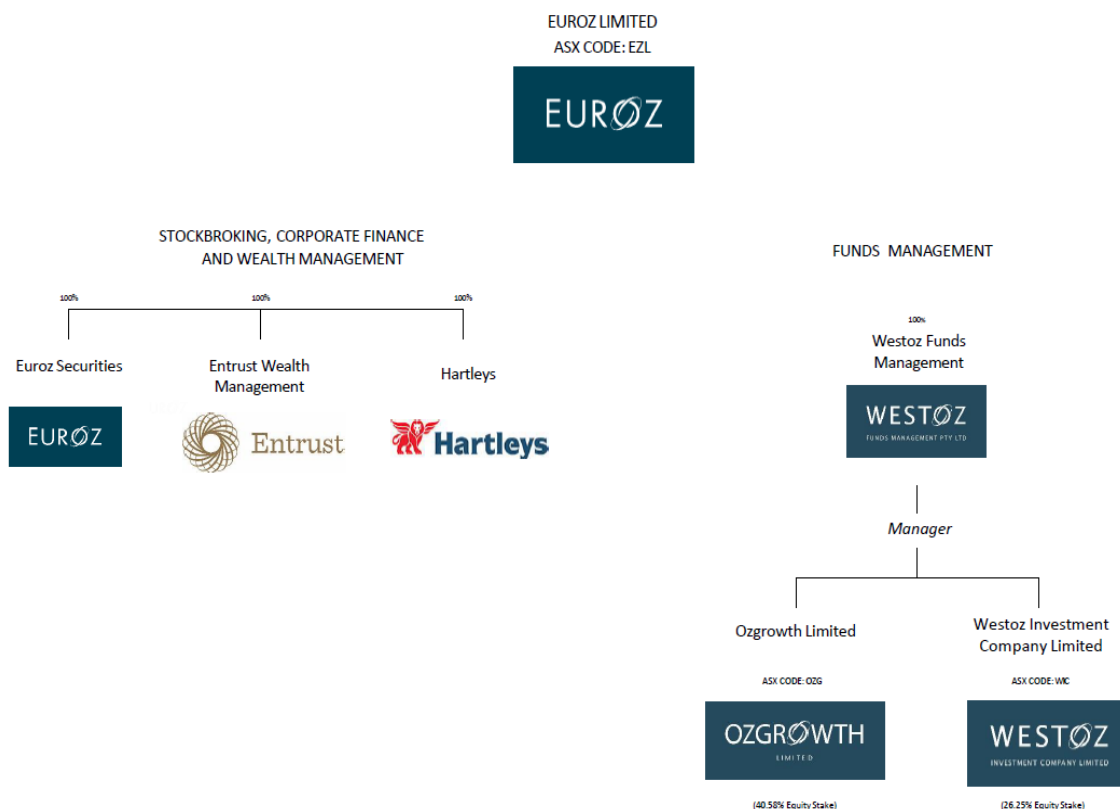 EUROZ LIMITED
ASX CODE: EZL
EUROZ
STOCKBROKING, CORPORATE FINANCE
AND WEALTH MANAGEMENT
FUNDS MANAGEMENT
100%
100%
100%
100%
Euroz Securities
Entrust Wealth
Management
Hartleys
Westoz Funds
Management
EUROZ
Entrust
Hartleys
WESTOZ
FUNDS MANAGEMENT PTY LTD
Manager
Ozgrowth Limited
Westoz Investment
Company Limited
ASX CODE: OZG
ASX CODE: WIC
OZGROWTH
LIMITED
WESTOZ
INVESTMENT COMPANY LIMITED
(40.58% Equity Stake)
(26.25% Equity Stake)